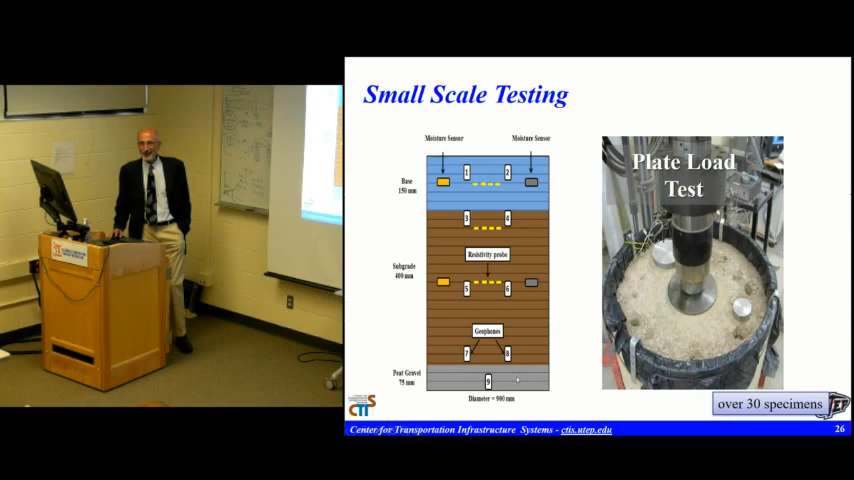 Small Scale Testing
Moisture Sensor
Moisture Sensor
Base
150 mm
1
2
3
4
Resistivity probe
Subgrade
400 mm
5
6
Geophones
7
8
Peat Gravel
75 mm
9
Diameter = 900 mm
Plate Load
Test
over 30 specimens
CTIS
Center for Transportation Infrastructure Systems - ctis.utep.edu
26